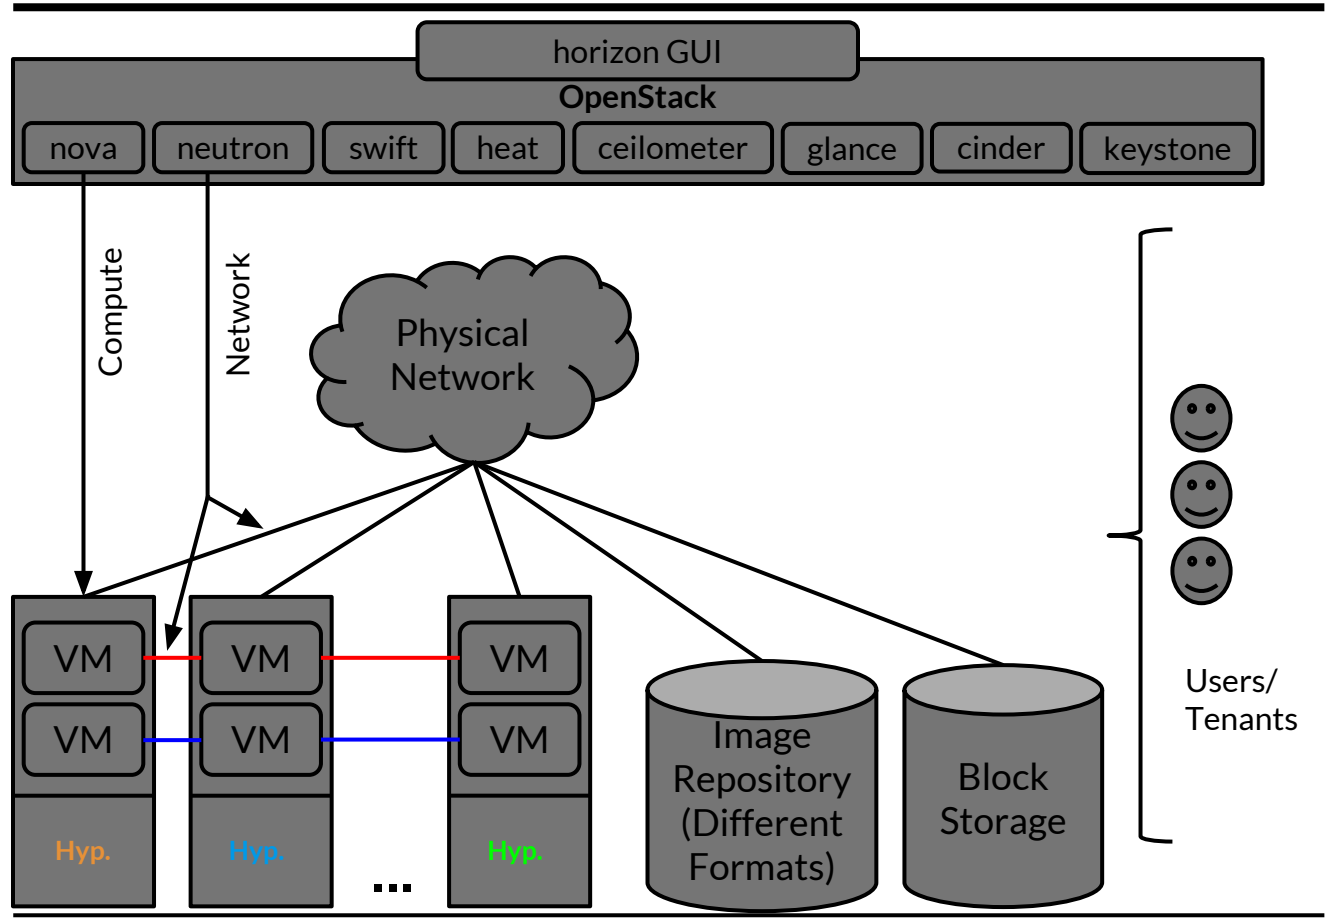 horizon GUI
OpenStack
nova neutron swift heat ceilometer glance cinder keystone
Compute
Network
Physical
Network
VM VM VM
VM VM VM
Hyp. Hyp. Hyp.
...
Image
Repository
(Different
Formats)
Block
Storage
Users/
Tenants